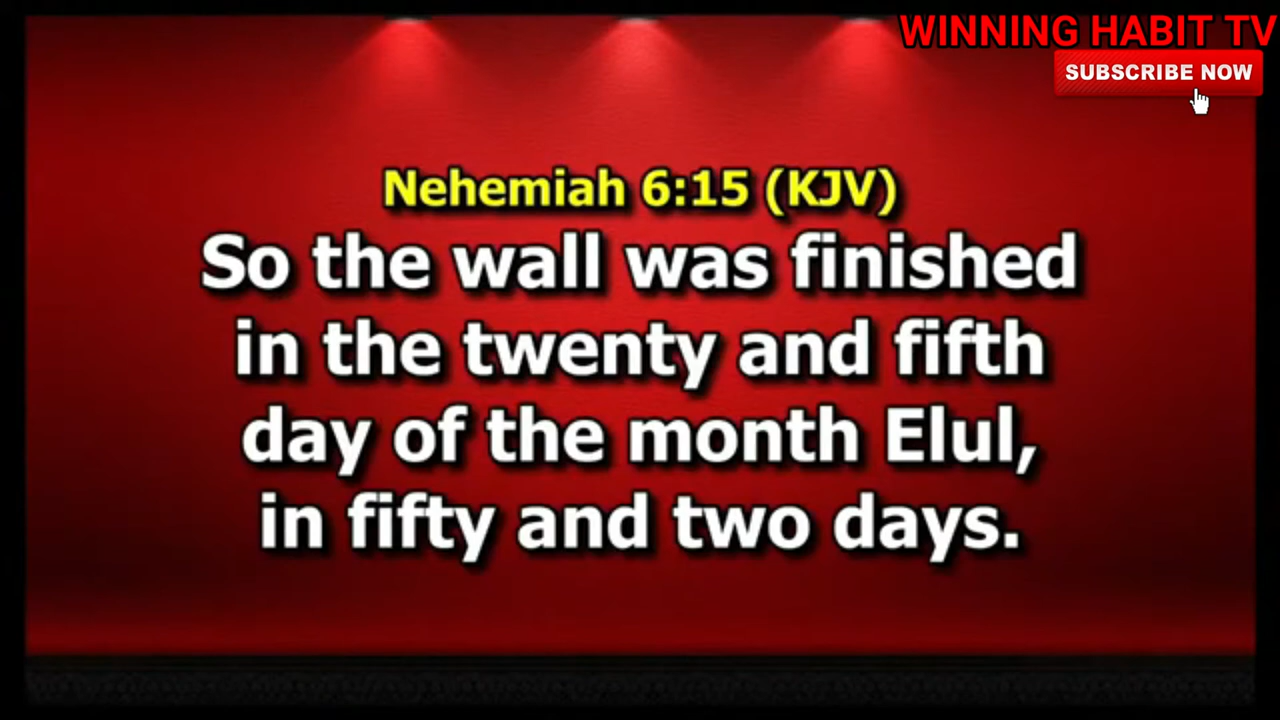 WINNING HABIT TV
SUBSCRIBE NOW
Nehemiah 6:15 (KJV)
So the wall was finished
in the twenty and fifth
day of the month Elul,
in fifty and two days.